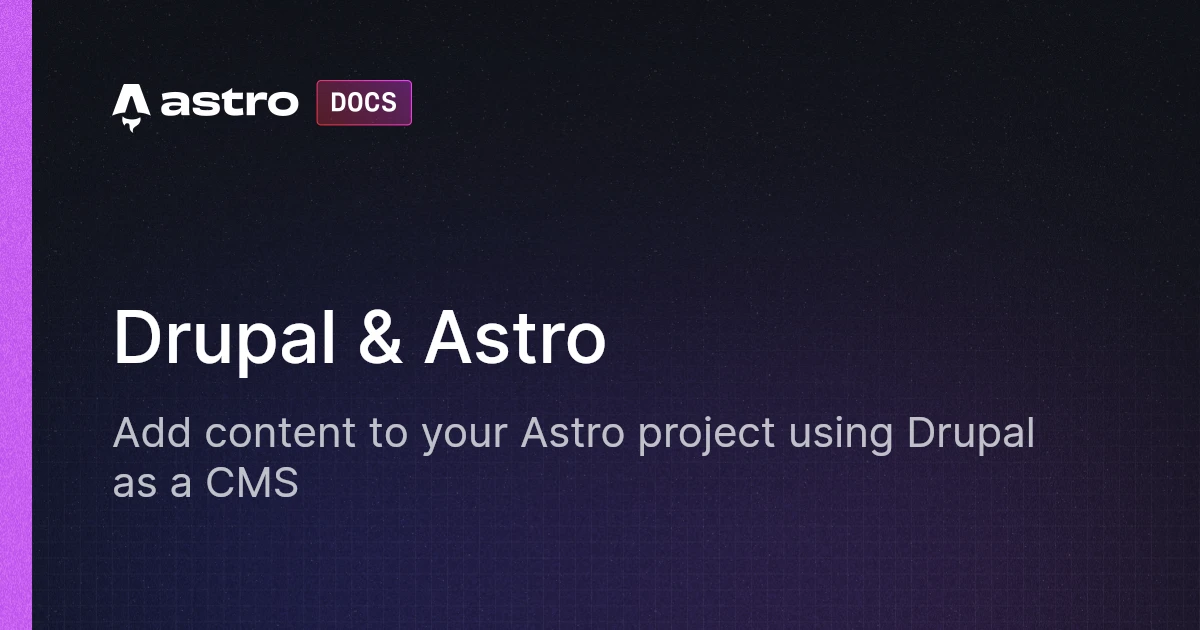 astro DOCS
Drupal & Astro
Add content to your Astro project using Drupal
as a CMS